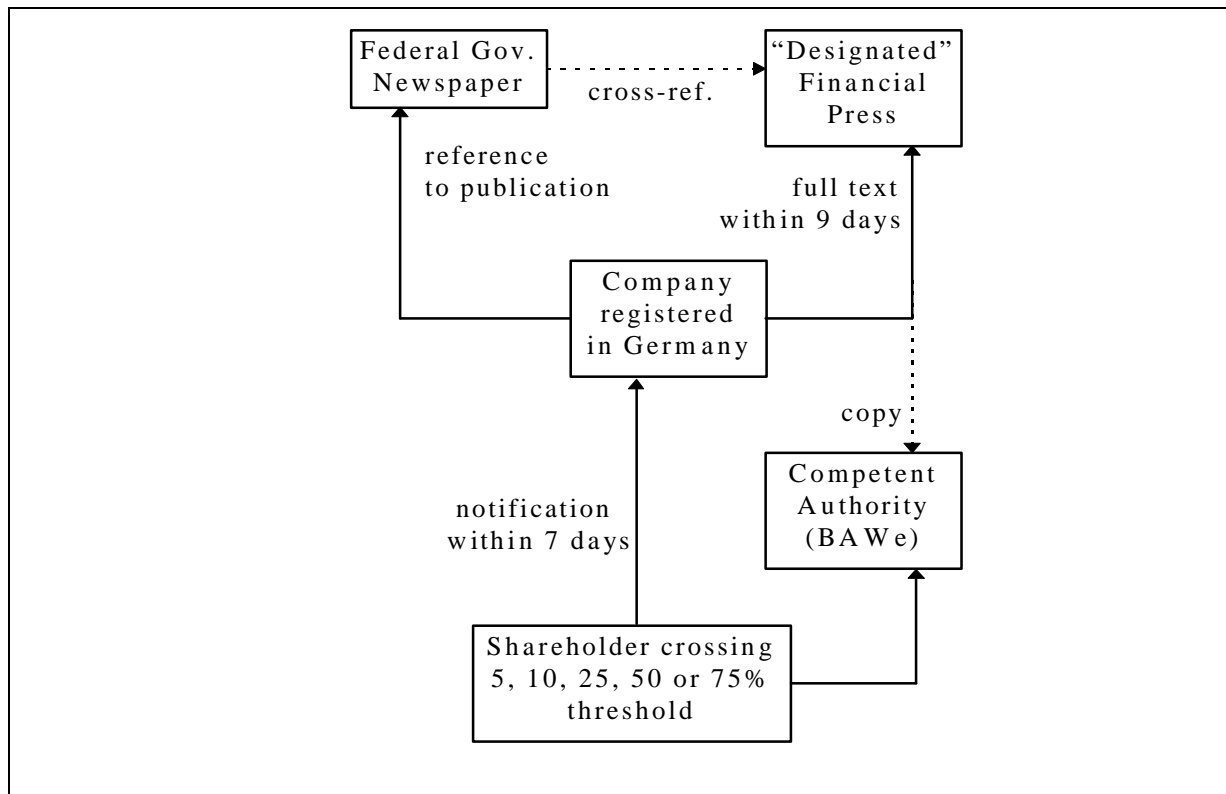 Federal Gov.
Newspaper
“Designated”
Financial
Press
cross-ref.
reference
to publication
full text
within 9 days
Company
registered
in Germany
copy
Competent
Authority
(BAWe)
notification
within 7 days
Shareholder crossing
5, 10, 25, 50 or 75%
threshold